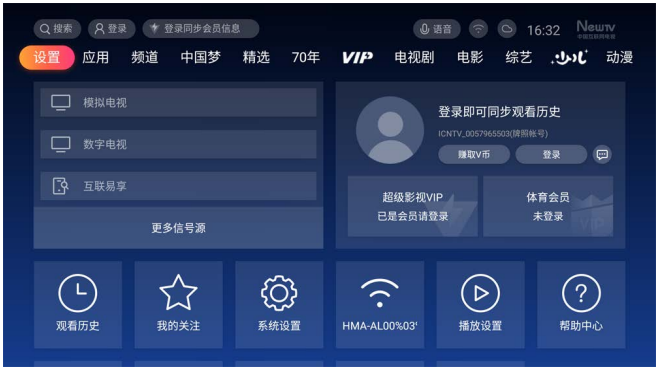 搜索 登录 登录同步会员信息 语音 16:32 NewTV
中国互联网电视
设置 应用 频道 中国梦 精选 70年 VIP 电视剧 电影 综艺 少儿 动漫
模拟电视
数字电视
互联易享
更多信号源
登录即可同步观看历史
ICNTV_0057965503(牌照帐号)
赚取V币 登录
超级影视VIP
已是会员请登录
体育会员
未登录
VIP
观看历史 我的关注 系统设置 HMA-AL00%03' 播放设置 帮助中心